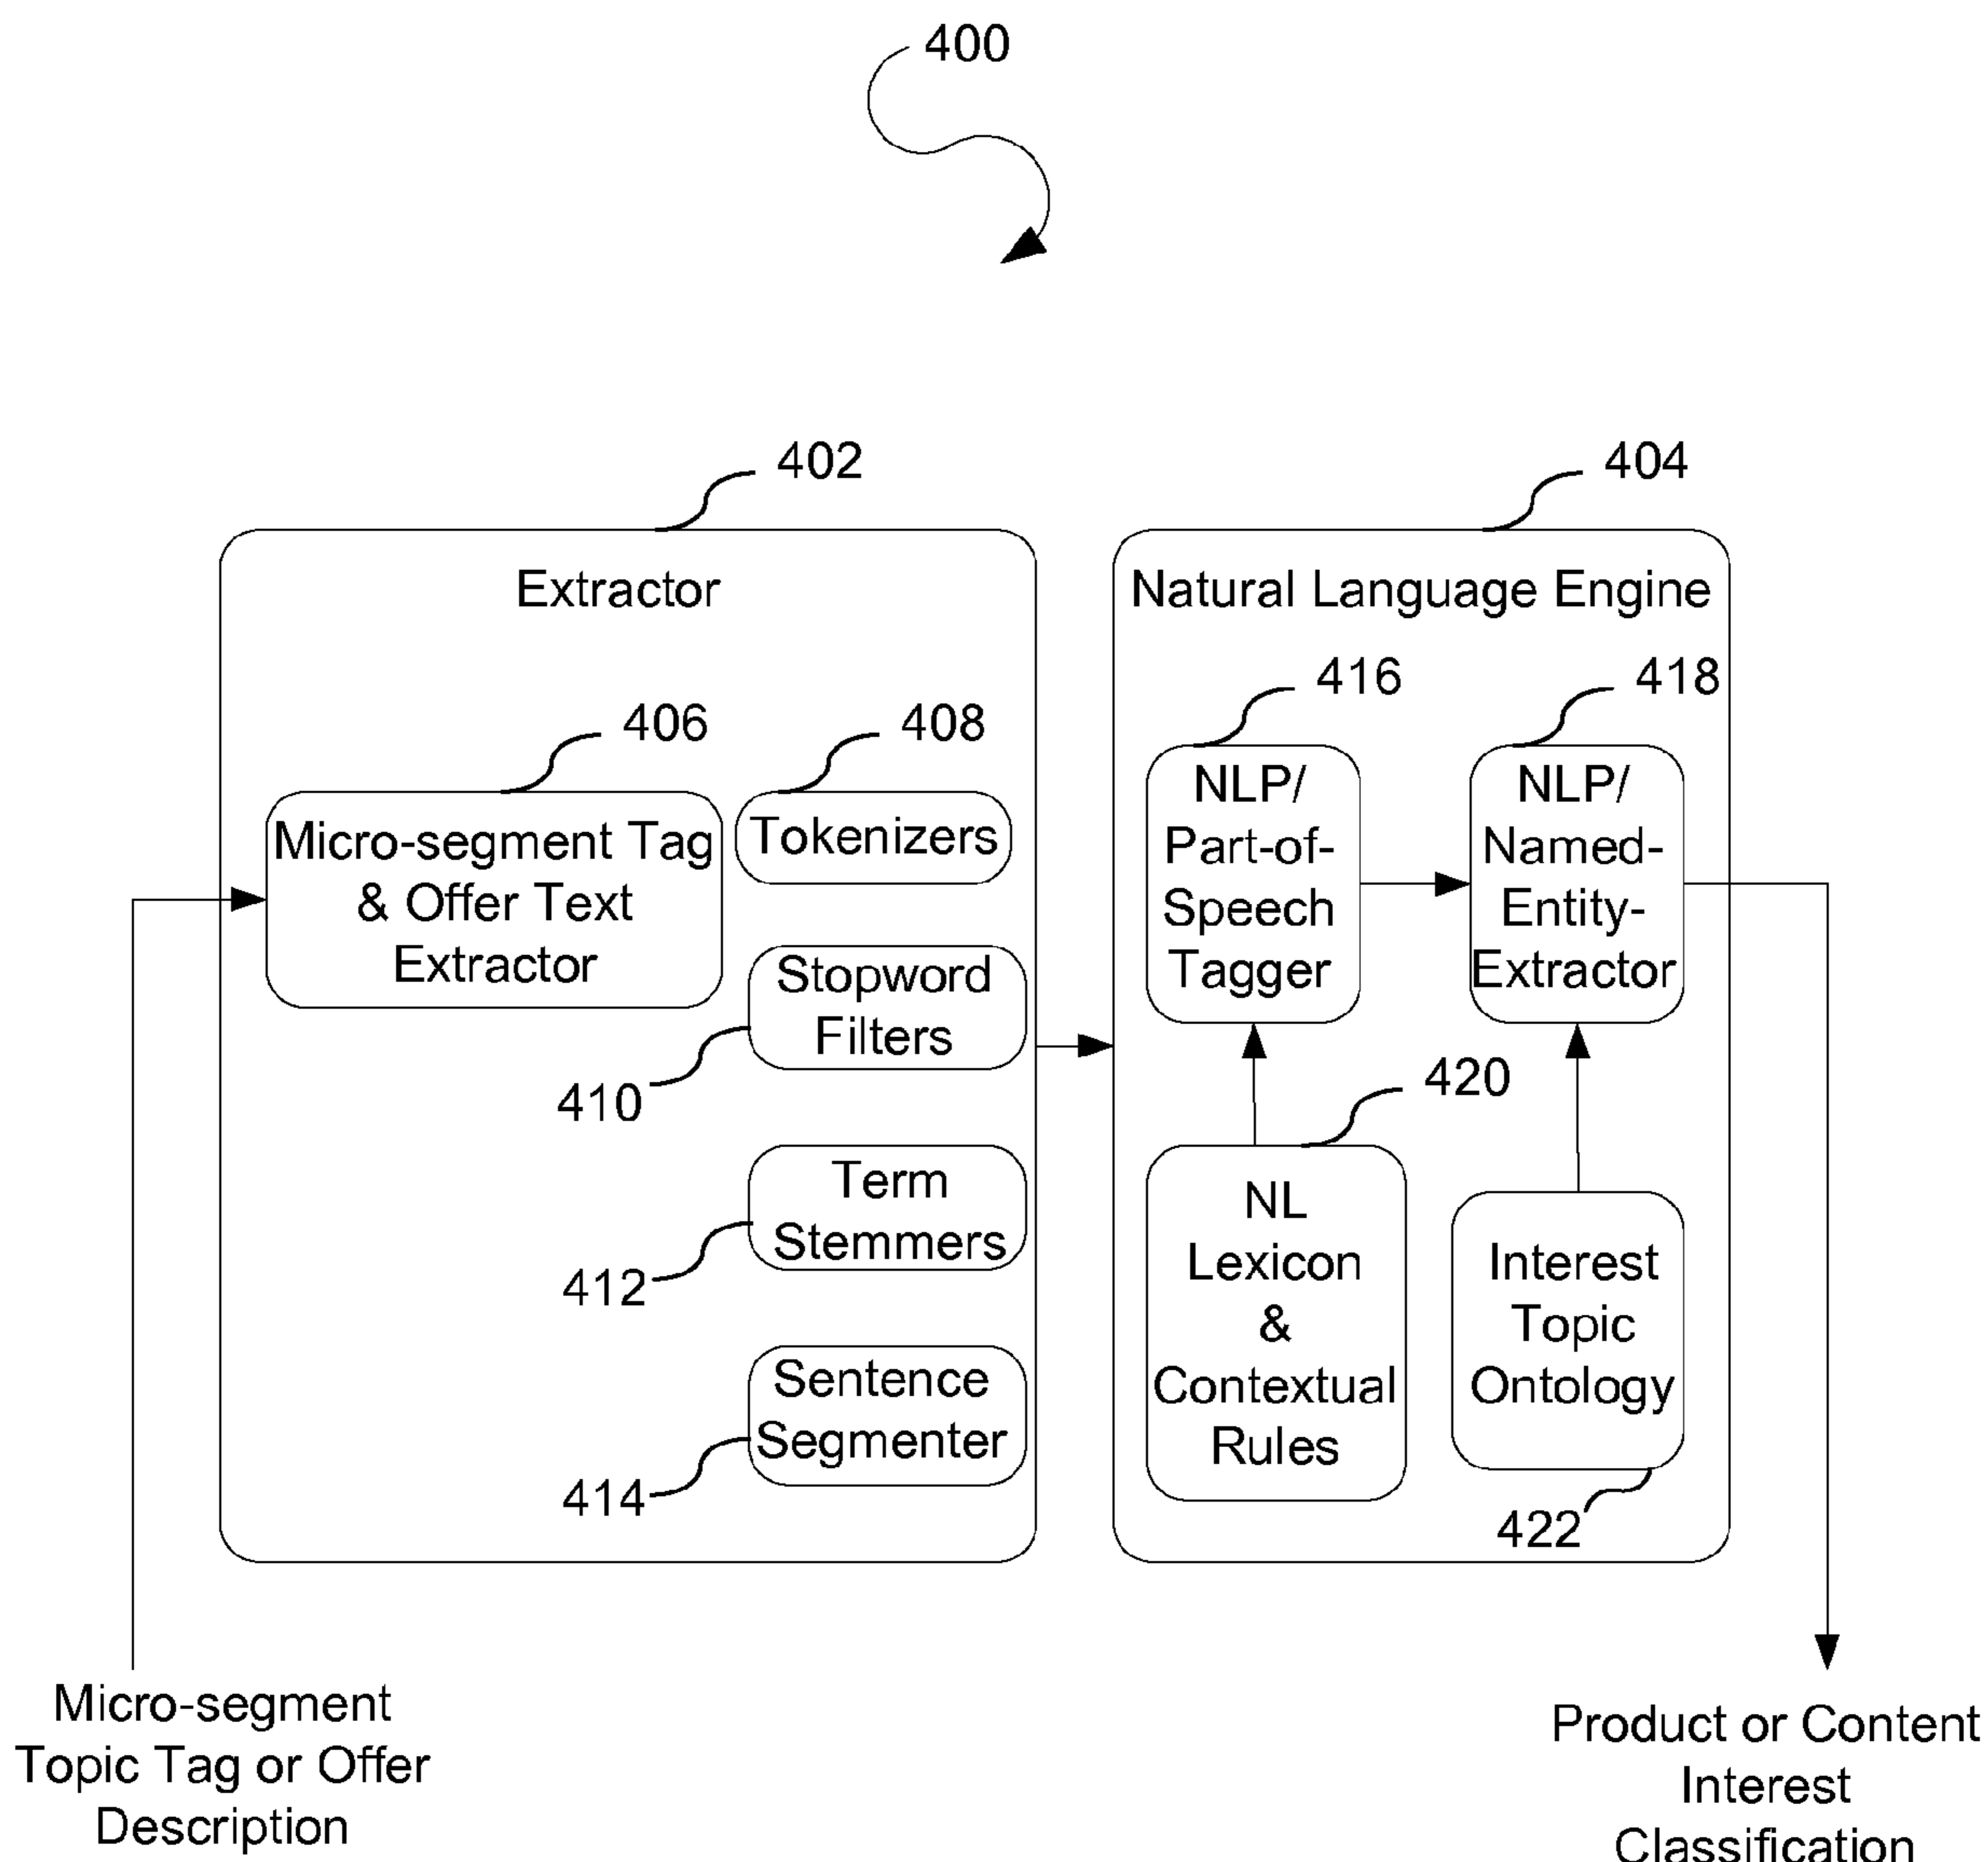 400
402
404
Extractor
Natural Language Engine
416
418
406
408
Micro-segment Tag
& Offer Text
Extractor
Tokenizers
NLP/
Part-of-
Speech
Tagger
NLP/
Named-
Entity-
Extractor
Stopword
Filters
410
420
Term
Stemmers
412
NL
Lexicon
&
Contextual
Rules
Interest
Topic
Ontology
Sentence
Segmenter
414
422
Micro-segment
Topic Tag or Offer
Description
Product or Content
Interest
Classification